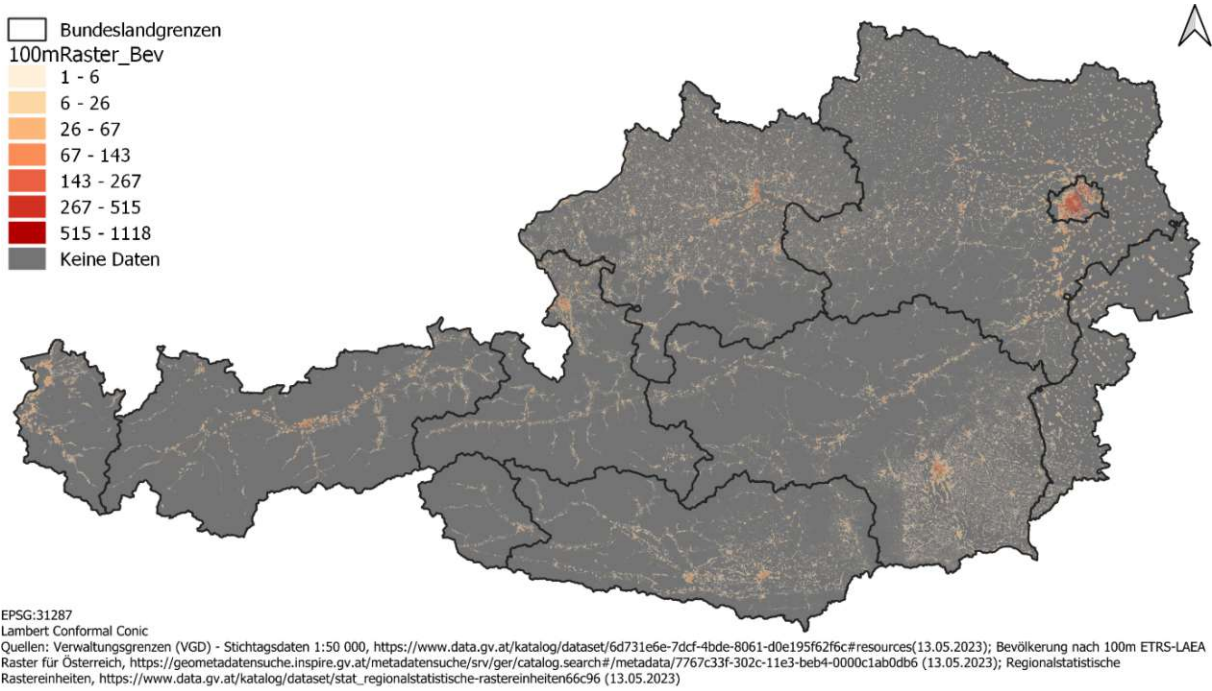 Bundeslandgrenzen
100mRaster_Bev
1 - 6
6 - 26
26 - 67
67 - 143
143 - 267
267 - 515
515 - 1118
Keine Daten
EPSG:31287
Lambert Conformal Conic
Quellen: Verwaltungsgrenzen (VGD) - Stichtagsdaten 1:50 000, https://www.data.gv.at/katalog/dataset/6d731e6e-7dcf-4bde-8061-d0e195f62f6c#resources(13.05.2023); Bevölkerung nach 100m ETRS-LAEA
Raster für Österreich, https://geometadatensuche.inspire.gv.at/metadatensuche/srv/ger/catalog.search#/metadata/7767c33f-302c-11e3-beb4-0000c1ab0db6 (13.05.2023); Regionalstatistische
Rastereinheiten, https://www.data.gv.at/katalog/dataset/stat_regionalstatistische-rastereinheiten66c96 (13.05.2023)